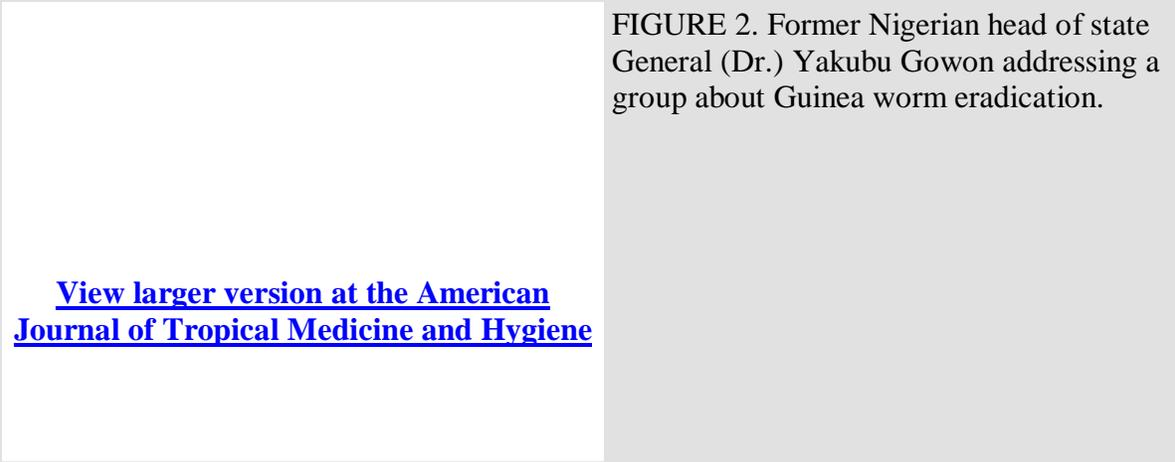 FIGURE 2. Former Nigerian head of state
General (Dr.) Yakubu Gowon addressing a
group about Guinea worm eradication.
View larger version at the American
Journal of Tropical Medicine and Hygiene